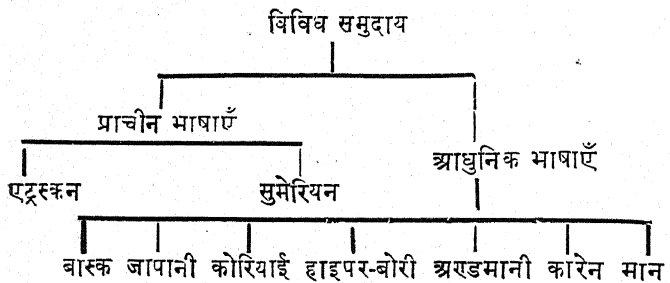 विविध समुदाय
प्राचीन भाषाएँ
आधुनिक भाषाएँ
एट्रस्कन सुमेरियन
बास्क जापानी कोरियाई हाइपर-बोरी अण्डमानी कारेन मान